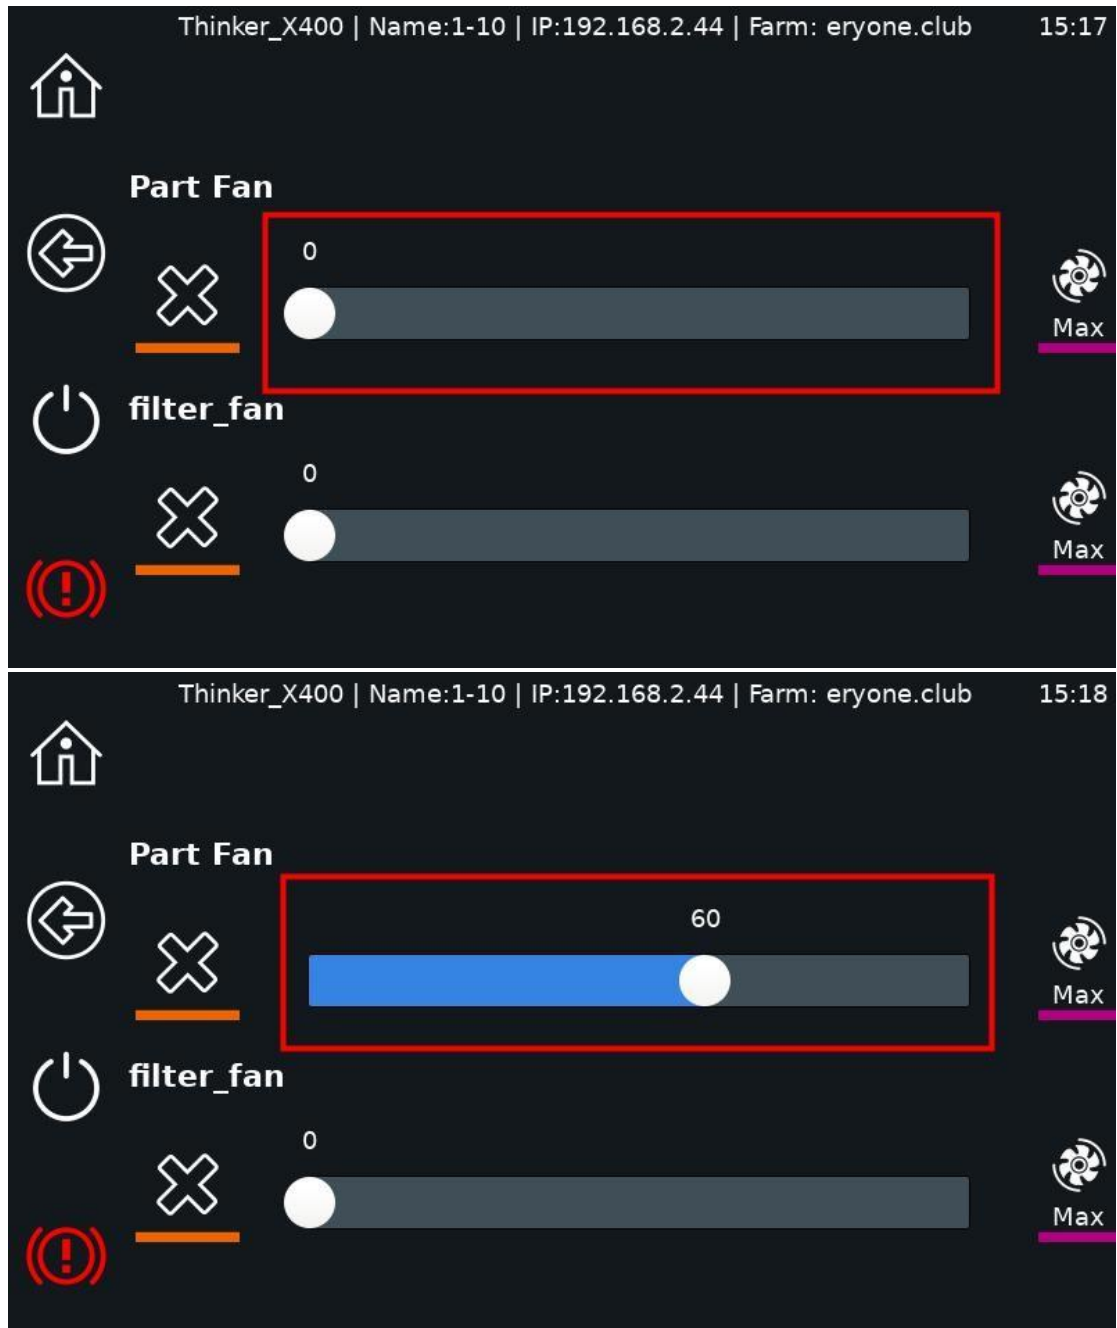 Thinker_X400 | Name:1-10 | IP:192.168.2.44 | Farm: eryone.club 15:17
Part Fan
0
Max
filter_fan
0
Max
Thinker_X400 | Name:1-10 | IP:192.168.2.44 | Farm: eryone.club 15:18
Part Fan
60
Max
filter_fan
0
Max